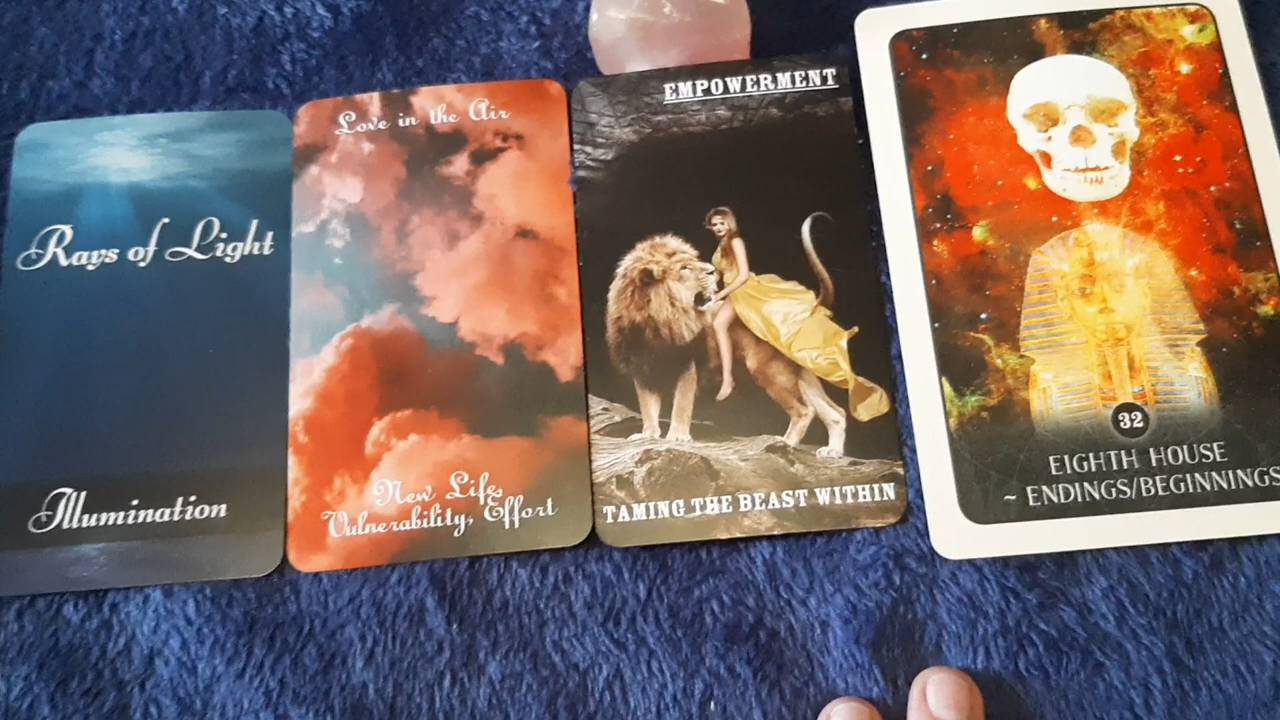 Rays of Light
Illumination
Love in the Air
New Life,
Vulnerability, Effort
EMPOWERMENT
TAMING THE BEAST WITHIN
32
EIGHTH HOUSE
~ ENDINGS/BEGINNINGS